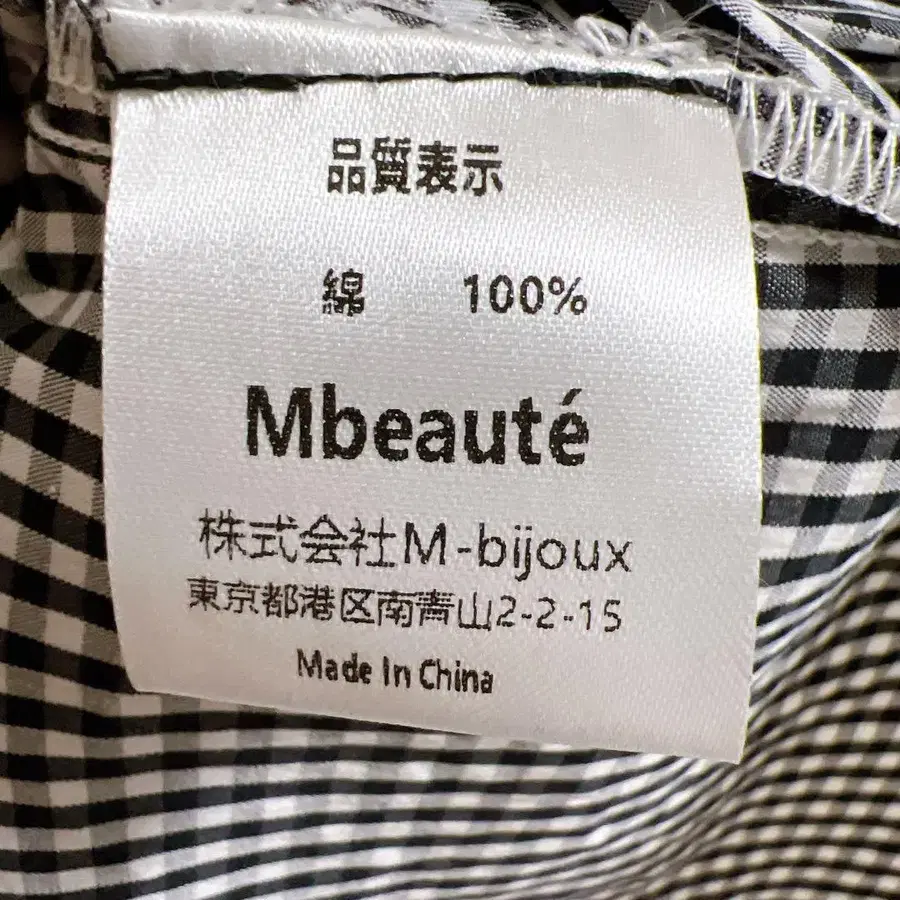 品質表示
綿 100%
Mbeauté
株式会社M-bijoux
東京都港区南青山2-2-15
Made In China